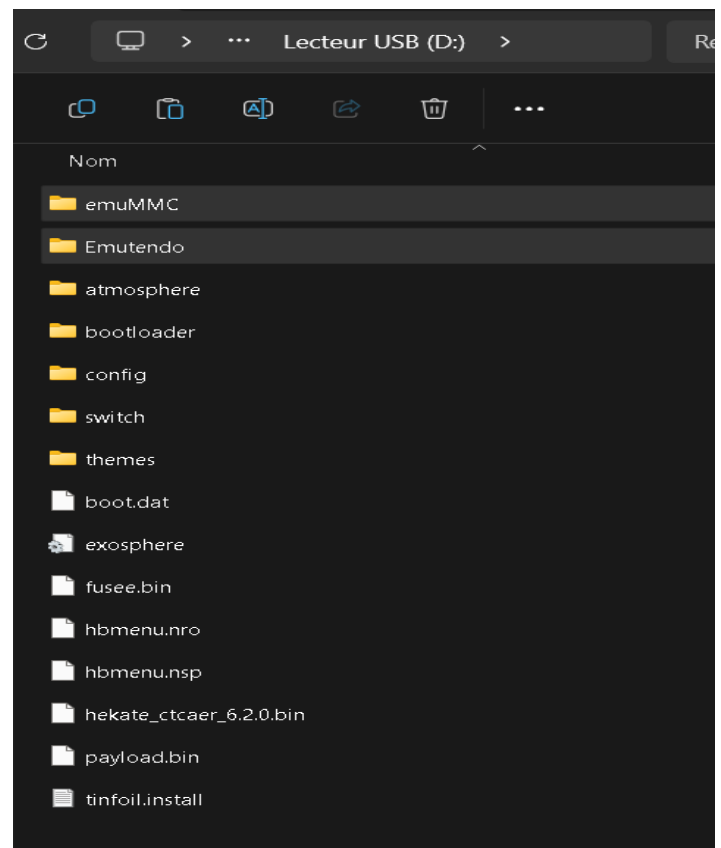 Lecteur USB (D:)
Nom
emuMMC
Emutendo
atmosphere
bootloader
config
switch
themes
boot.dat
exosphere
fusee.bin
hbmenu.nro
hbmenu.nsp
hekate_ctcaer_6.2.0.bin
payload.bin
tinfoil.install